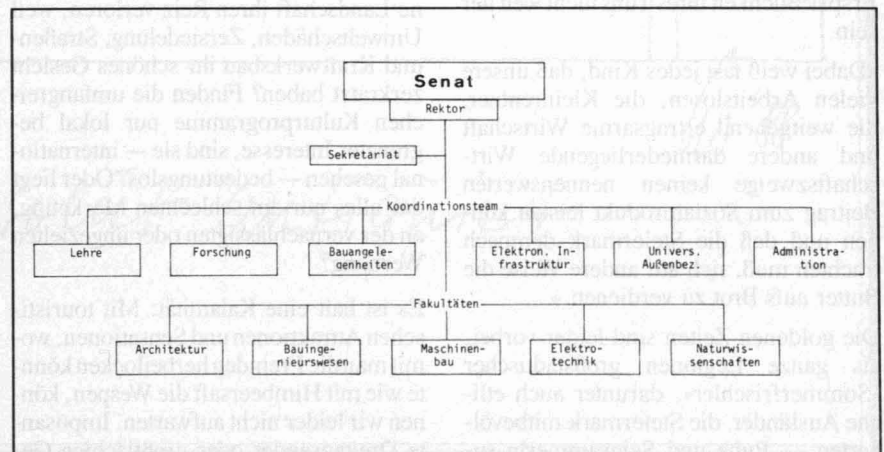 Senat
Rektor
Sekretariat
Koordinationsteam
Lehre
Forschung
Bauangele-
genheiten
Elektron. In-
frastruktur
Univers.
Außenbez.
Administra-
tion
Fakultäten
Architektur
Bauinge-
nieurswesen
Maschinen-
bau
Elektro-
technik
Naturwis-
senschaften